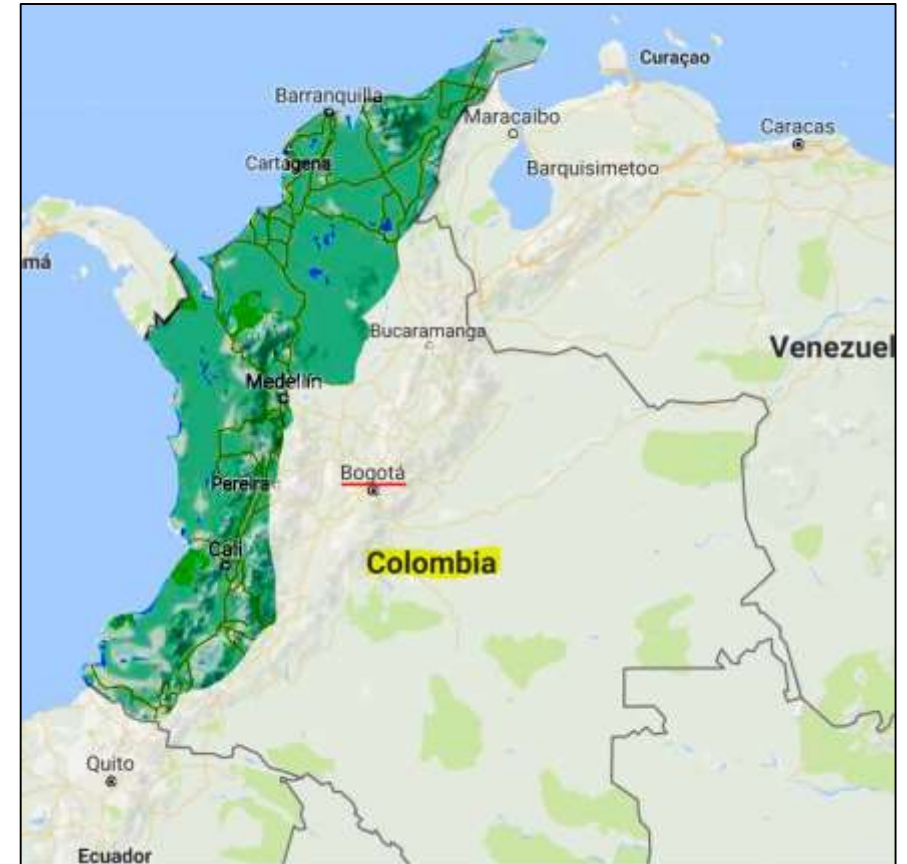 Curaçao
Barranquilla
Maracaibo
Caracas
Cartagena
Barquisimetoo
má
Bucaramanga
Venezuel
Medellín
Bogotá
Pereira
Cali
Colombia
Quito
Ecuador